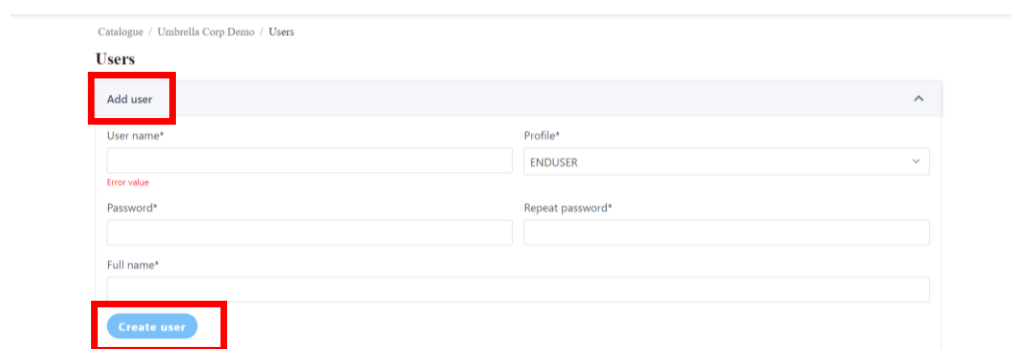 Catalogue / Umbrella Corp Demo / Users
Users
Add user
User name*
Profile*
ENDUSER
Error value
Password*
Repeat password*
Full name*
Create user